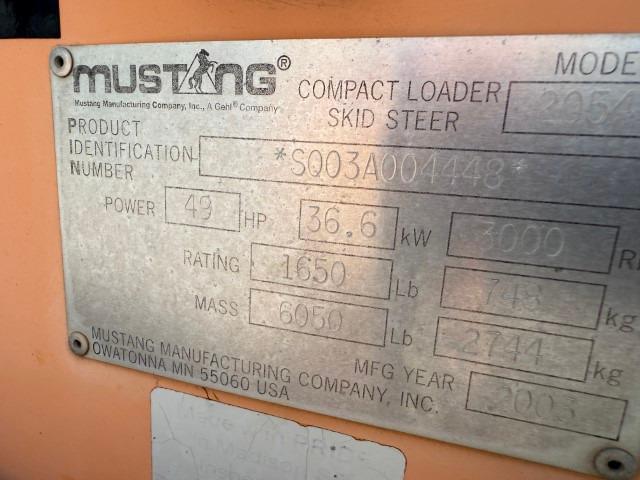 MUSTANG®
Mustang Manufacturing Company, Inc., A Gehl® Company
COMPACT LOADER
SKID STEER
MODE
2054
PRODUCT
IDENTIFICATION
NUMBER
*SQ03A004448*
POWER 49 HP 36.6 kW 3000 R
RATING 1650 Lb 748 kg
MASS 6050 Lb 2744 kg
MUSTANG MANUFACTURING COMPANY, INC.
OWATONNA MN 55060 USA
MFG YEAR 2003